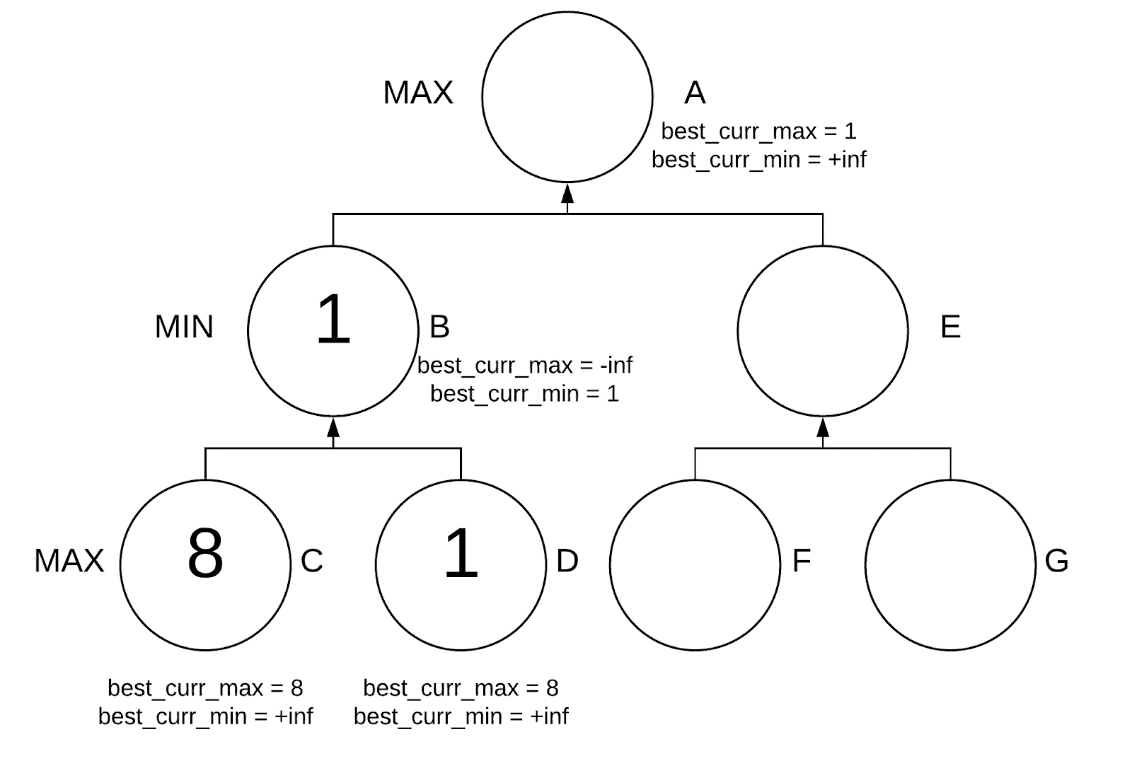 MAX
A
best_curr_max = 1
best_curr_min = +inf
MIN
1
B
best_curr_max = -inf
best_curr_min = 1
E
MAX
8
C
1
D
F
G
best_curr_max = 8
best_curr_min = +inf
best_curr_max = 8
best_curr_min = +inf